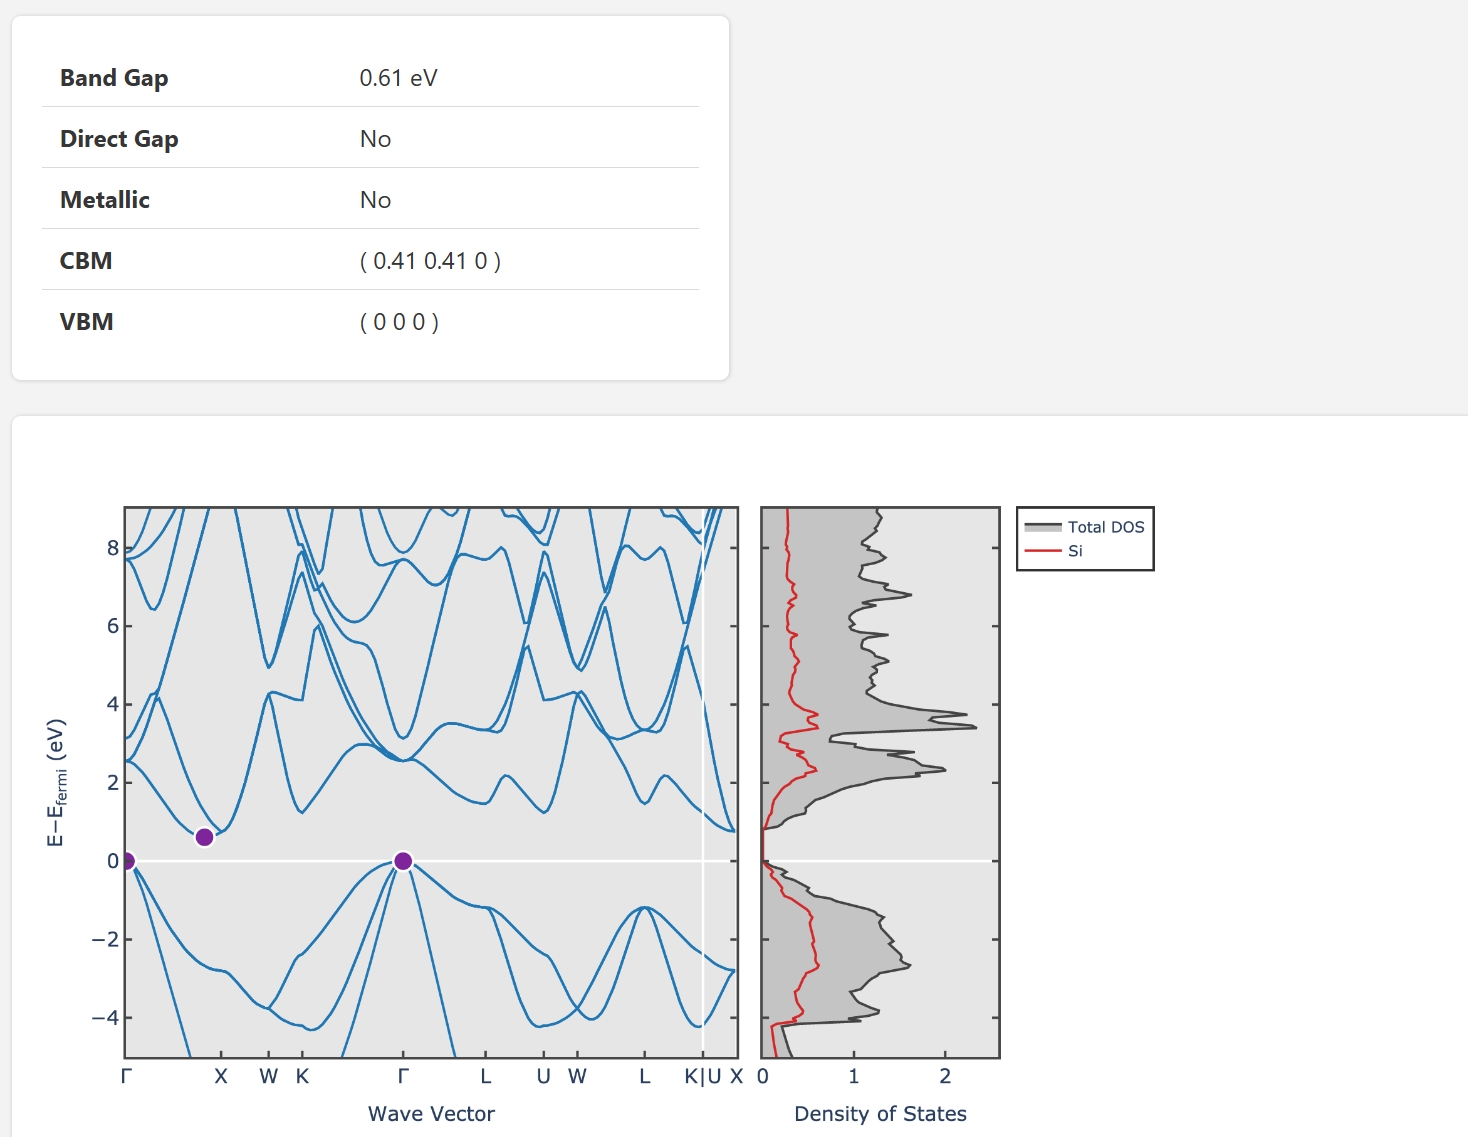 Band Gap 0.61 eV
Direct Gap No
Metallic No
CBM ( 0.41 0.41 0 )
VBM ( 0 0 0 )
E−Efermi (eV)
8
6
4
2
0
−2
−4
Γ X W K Γ L U W L K|U X
Wave Vector
0 1 2
Density of States
Total DOS
Si